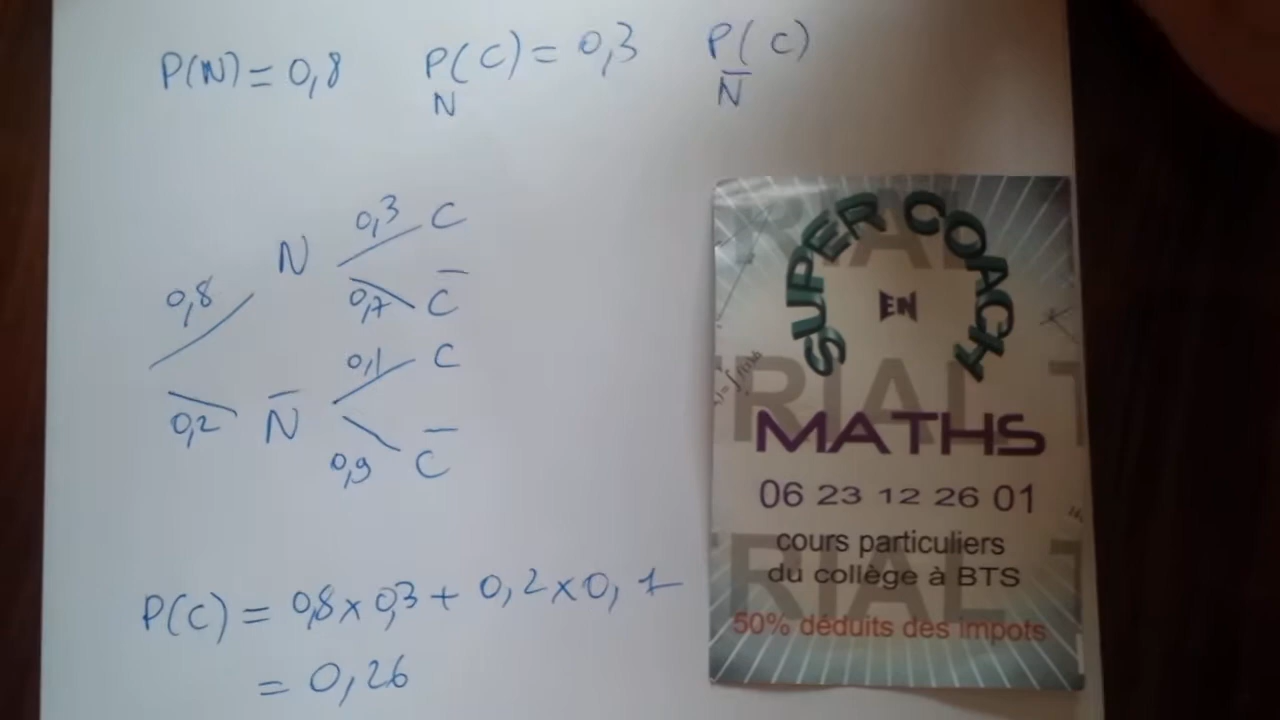 P(N) = 0,8 P_N(C) = 0,3 P_N̅(C)
0,3 C
N
0,8 0,7 C̅
0,1 C
0,2 N̅
0,9 C̅
P(C) = 0,8 x 0,3 + 0,2 x 0,1
= 0,26
SUPER COACH
EN
MATHS
06 23 12 26 01
cours particuliers
du collège à BTS
50% déduits des impots